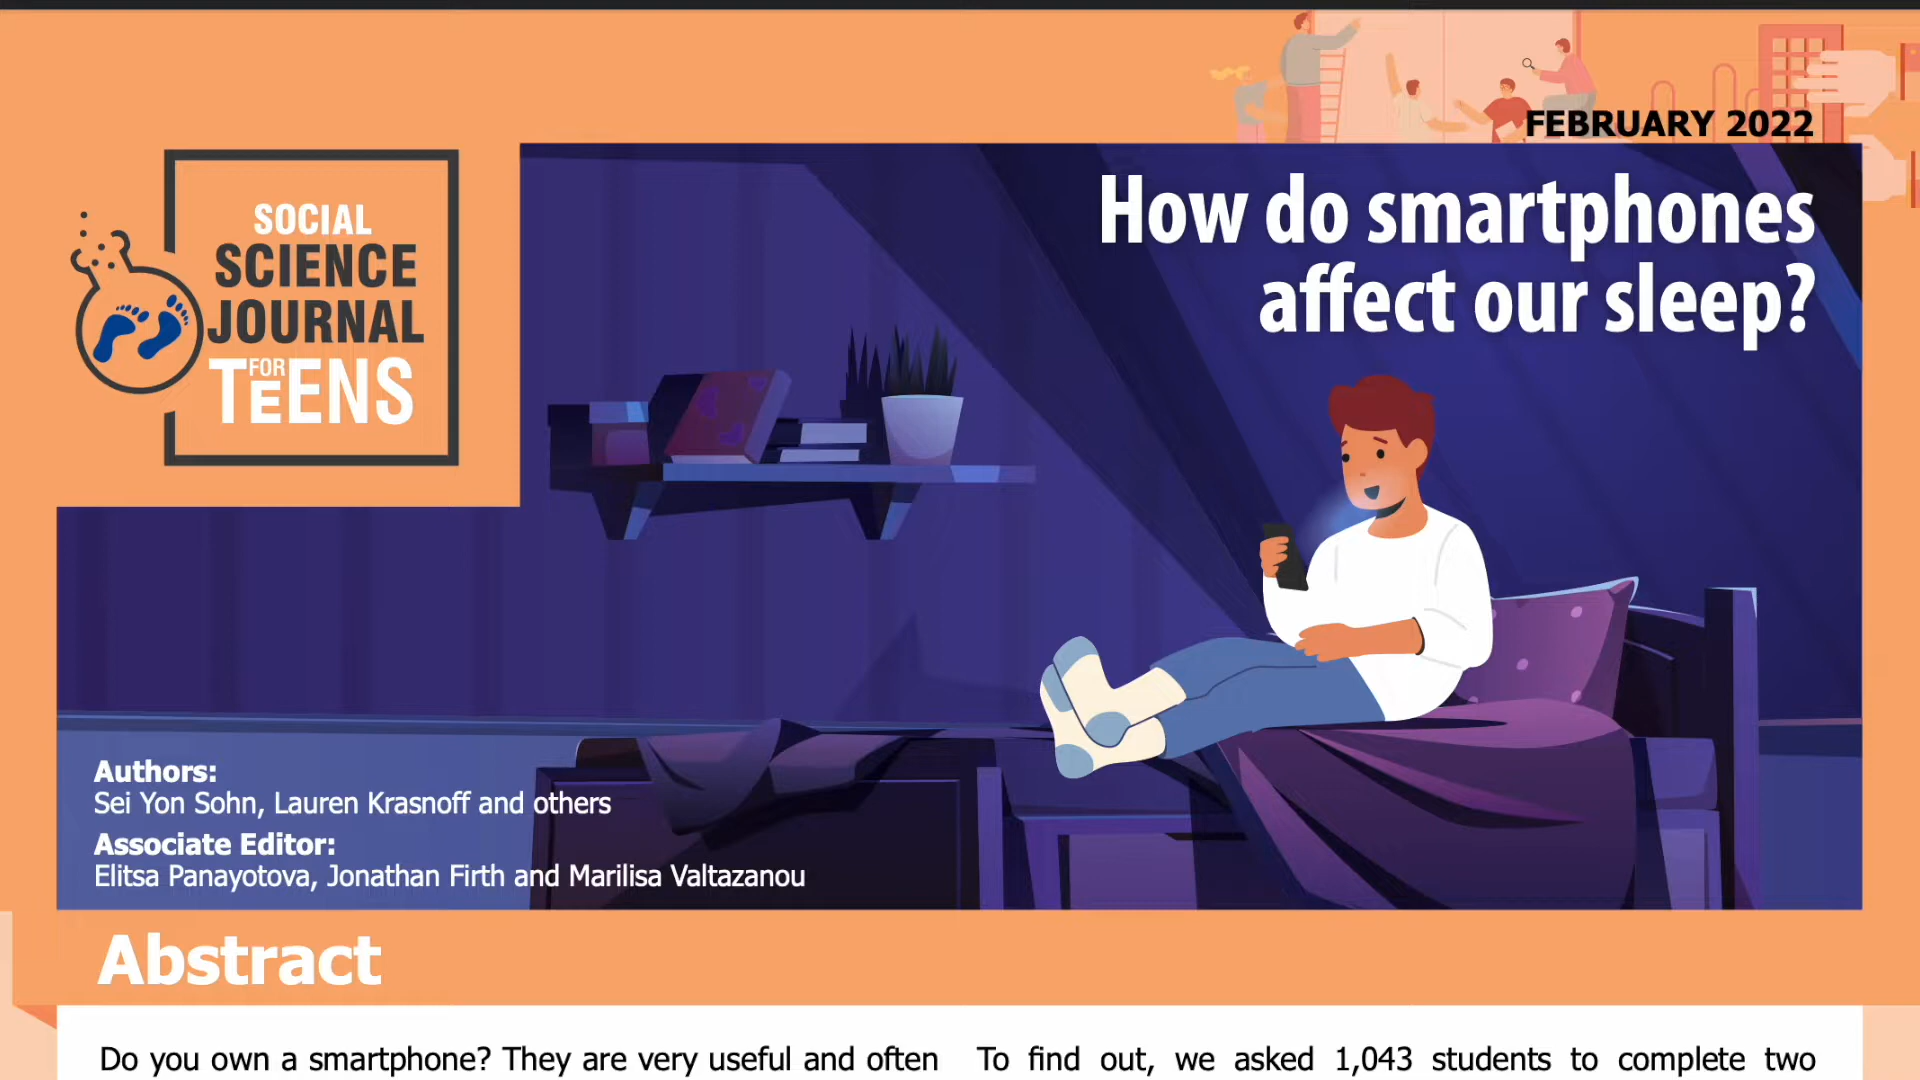 FEBRUARY 2022
SOCIAL
SCIENCE
JOURNAL
FOR
TEENS
How do smartphones
affect our sleep?
Authors:
Sei Yon Sohn, Lauren Krasnoff and others
Associate Editor:
Elitsa Panayotova, Jonathan Firth and Marilisa Valtazanou
Abstract
Do you own a smartphone? They are very useful and often
To find out, we asked 1,043 students to complete two